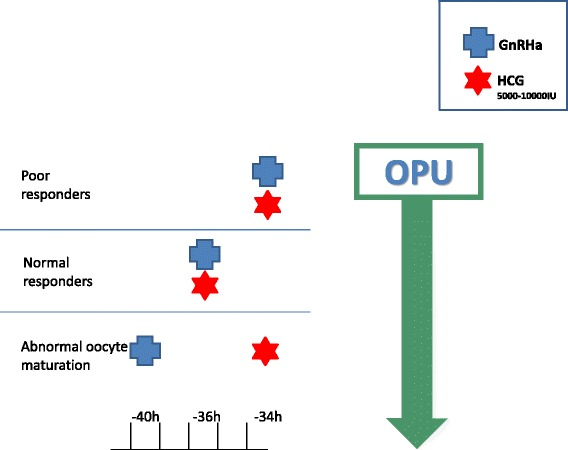 GnRHa
HCG
5000-10000IU
OPU
Poor
responders
Normal
responders
Abnormal oocyte
maturation
-40h
-36h
-34h